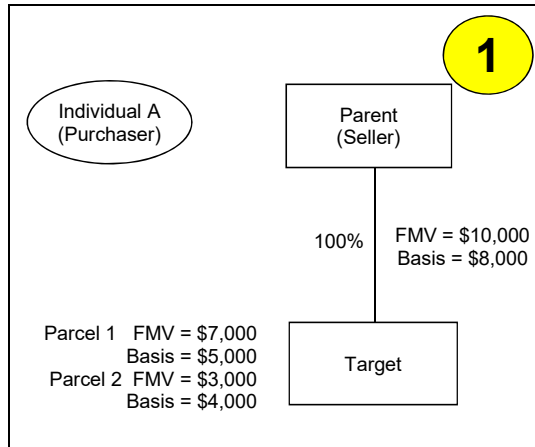 1
Individual A
(Purchaser)
Parent
(Seller)
100%
FMV = $10,000
Basis = $8,000
Parcel 1 FMV = $7,000
Basis = $5,000
Parcel 2 FMV = $3,000
Basis = $4,000
Target